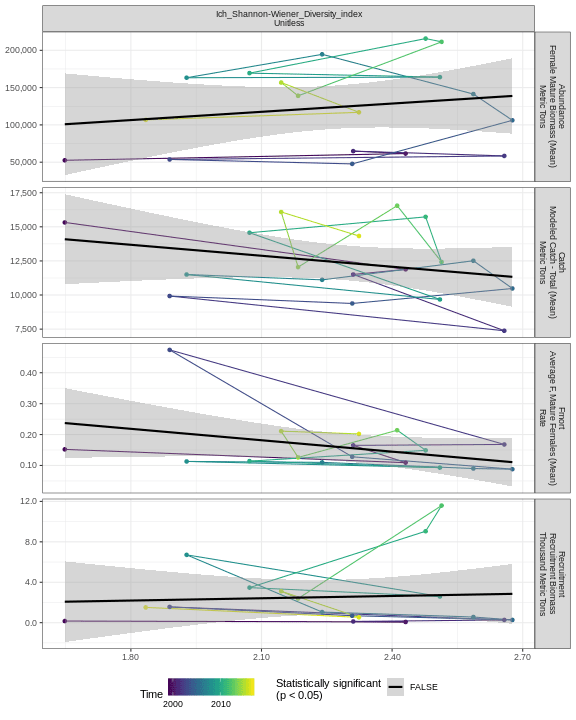 Ich_Shannon-Wiener_Diversity_index
Unitless
200,000
150,000
100,000
50,000
Abundance
Female Mature Biomass (Mean)
Metric Tons
17,500
15,000
12,500
10,000
7,500
Catch
Modeled Catch - Total (Mean)
Metric Tons
0.40
0.30
0.20
0.10
Fmort
Average F, Mature Females (Mean)
Rate
12.0
8.0
4.0
0.0
Recruitment
Recruitment Biomass
Thousand Metric Tons
1.80 2.10 2.40 2.70
Time
2000 2010
Statistically significant
(p < 0.05)
FALSE